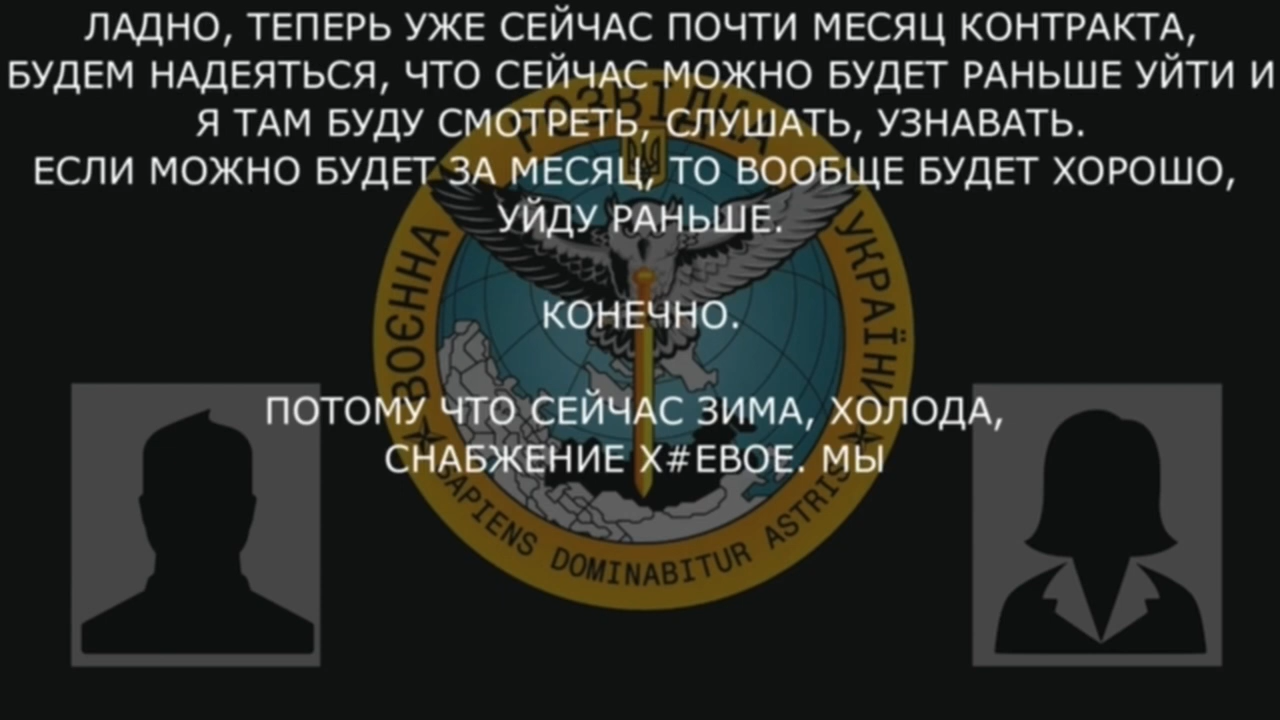 ЛАДНО, ТЕПЕРЬ УЖЕ СЕЙЧАС ПОЧТИ МЕСЯЦ КОНТРАКТА,
БУДЕМ НАДЕЯТЬСЯ, ЧТО СЕЙЧАС МОЖНО БУДЕТ РАНЬШЕ УЙТИ И
Я ТАМ БУДУ СМОТРЕТЬ, СЛУШАТЬ, УЗНАВАТЬ.
ЕСЛИ МОЖНО БУДЕТ ЗА МЕСЯЦ, ТО ВООБЩЕ БУДЕТ ХОРОШО,
УЙДУ РАНЬШЕ.
КОНЕЧНО.
ПОТОМУ ЧТО СЕЙЧАС ЗИМА, ХОЛОДА,
СНАБЖЕНИЕ Х#ЕВОЕ. МЫ
ВОЄННА РОЗВІДКА УКРАЇНИ
SAPIENS DOMINABITUR ASTRIS